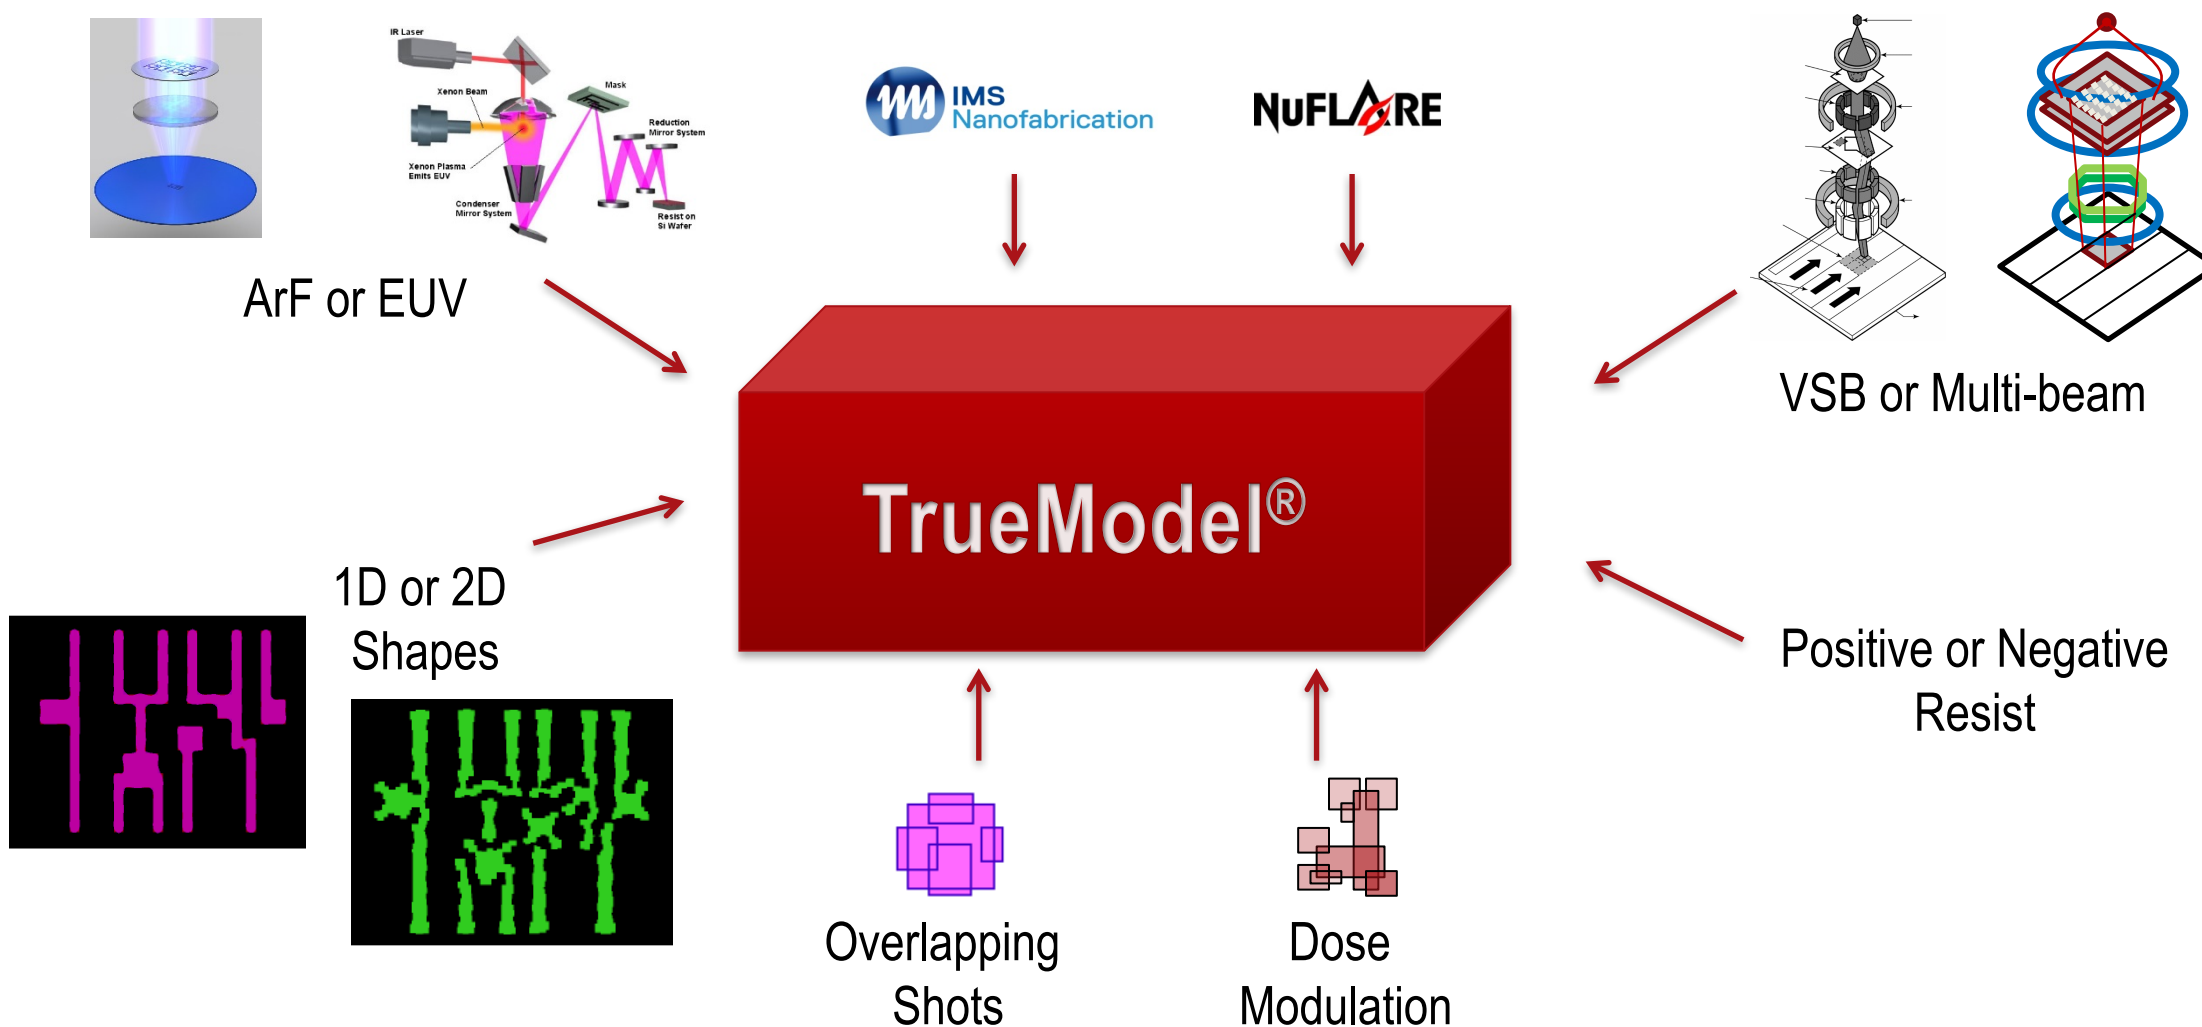 IR Laser
Xenon Beam
Mask
Reduction
Mirror System
Xenon Plasma
Emits EUV
Condenser
Mirror System
Resist on
Si Wafer
ArF or EUV
IMS
Nanofabrication
NUFLARE
VSB or Multi-beam
TrueModel®
1D or 2D
Shapes
Positive or Negative
Resist
Overlapping
Shots
Dose
Modulation